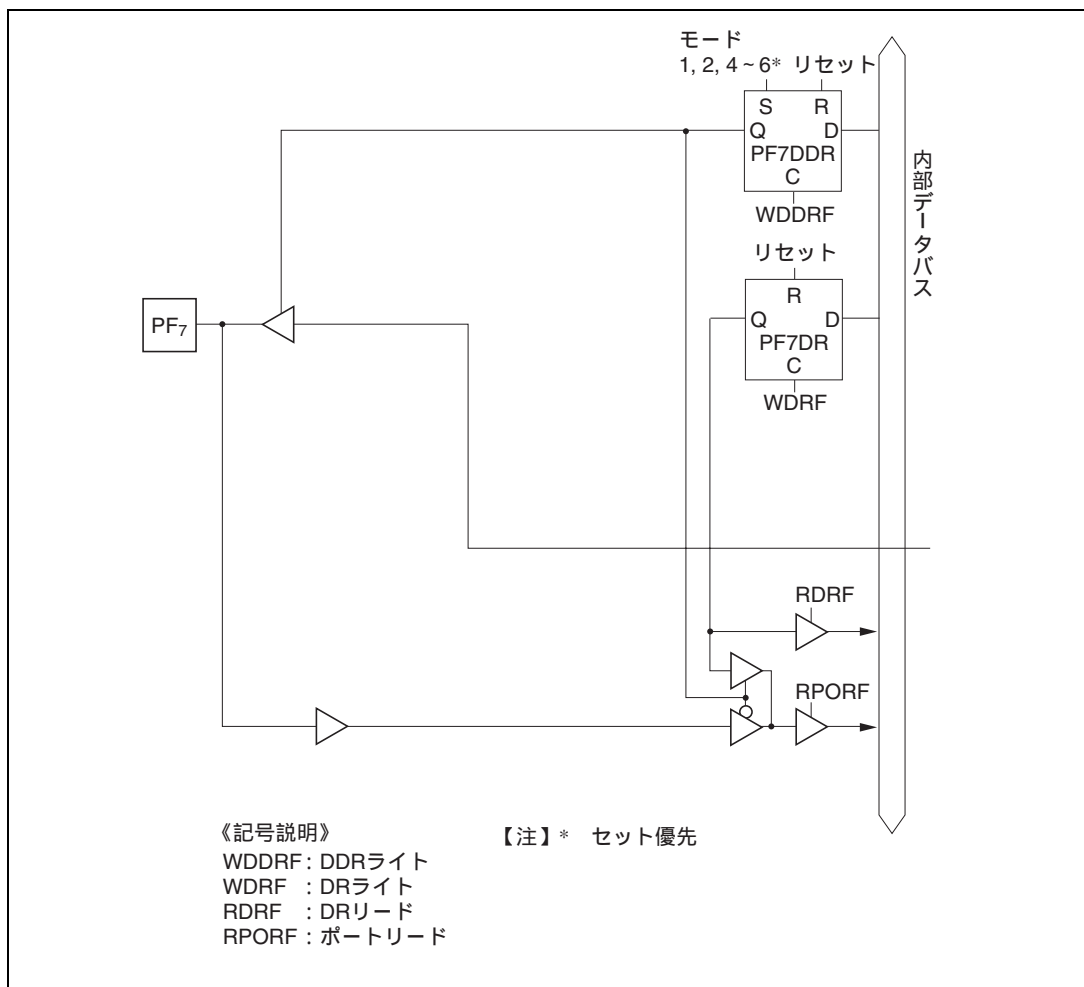 モード
1, 2, 4~6* リセット
S R
Q D
PF7DDR
C
WDDRF
内部データバス
リセット
R
Q D
PF7DR
C
WDRF
PF7
RDRF
RPORF
《記号説明》 【注】* セット優先
WDDRF : DDRライト
WDRF : DRライト
RDRF : DRリード
RPORF : ポートリード